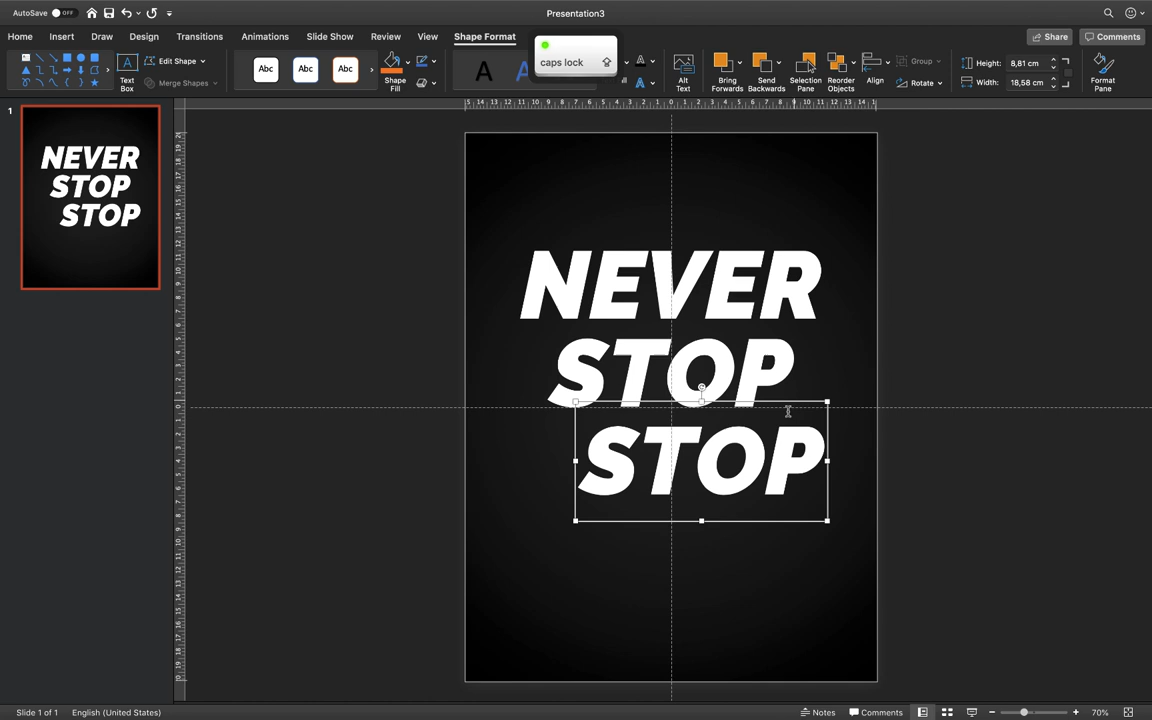 AutoSave OFF
Presentation3
Home Insert Draw Design Transitions Animations Slide Show Review View Shape Format
Share Comments
caps lock
Edit Shape
Merge Shapes
Text Box
Abc Abc Abc
Shape Fill
A
Alt Text
Bring Forwards
Send Backwards
Selection Pane
Reorder Objects
Align
Group
Rotate
Height: 8,81 cm
Width: 18,58 cm
Format Pane
1
NEVER
STOP
STOP
NEVER
STOP
STOP
Slide 1 of 1 English (United States)
Notes Comments 70%